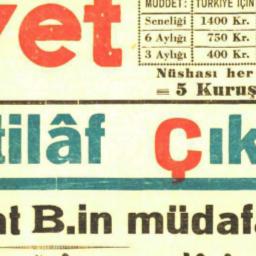 yet
MÜDDET: TÜRKİYE İÇİN
Seneliği 1400 Kr.
6 Aylığı 750 Kr.
3 Aylığı 400 Kr.
Nüshası her
= 5 Kuruş
tilâf Çık
at B.in müdafa